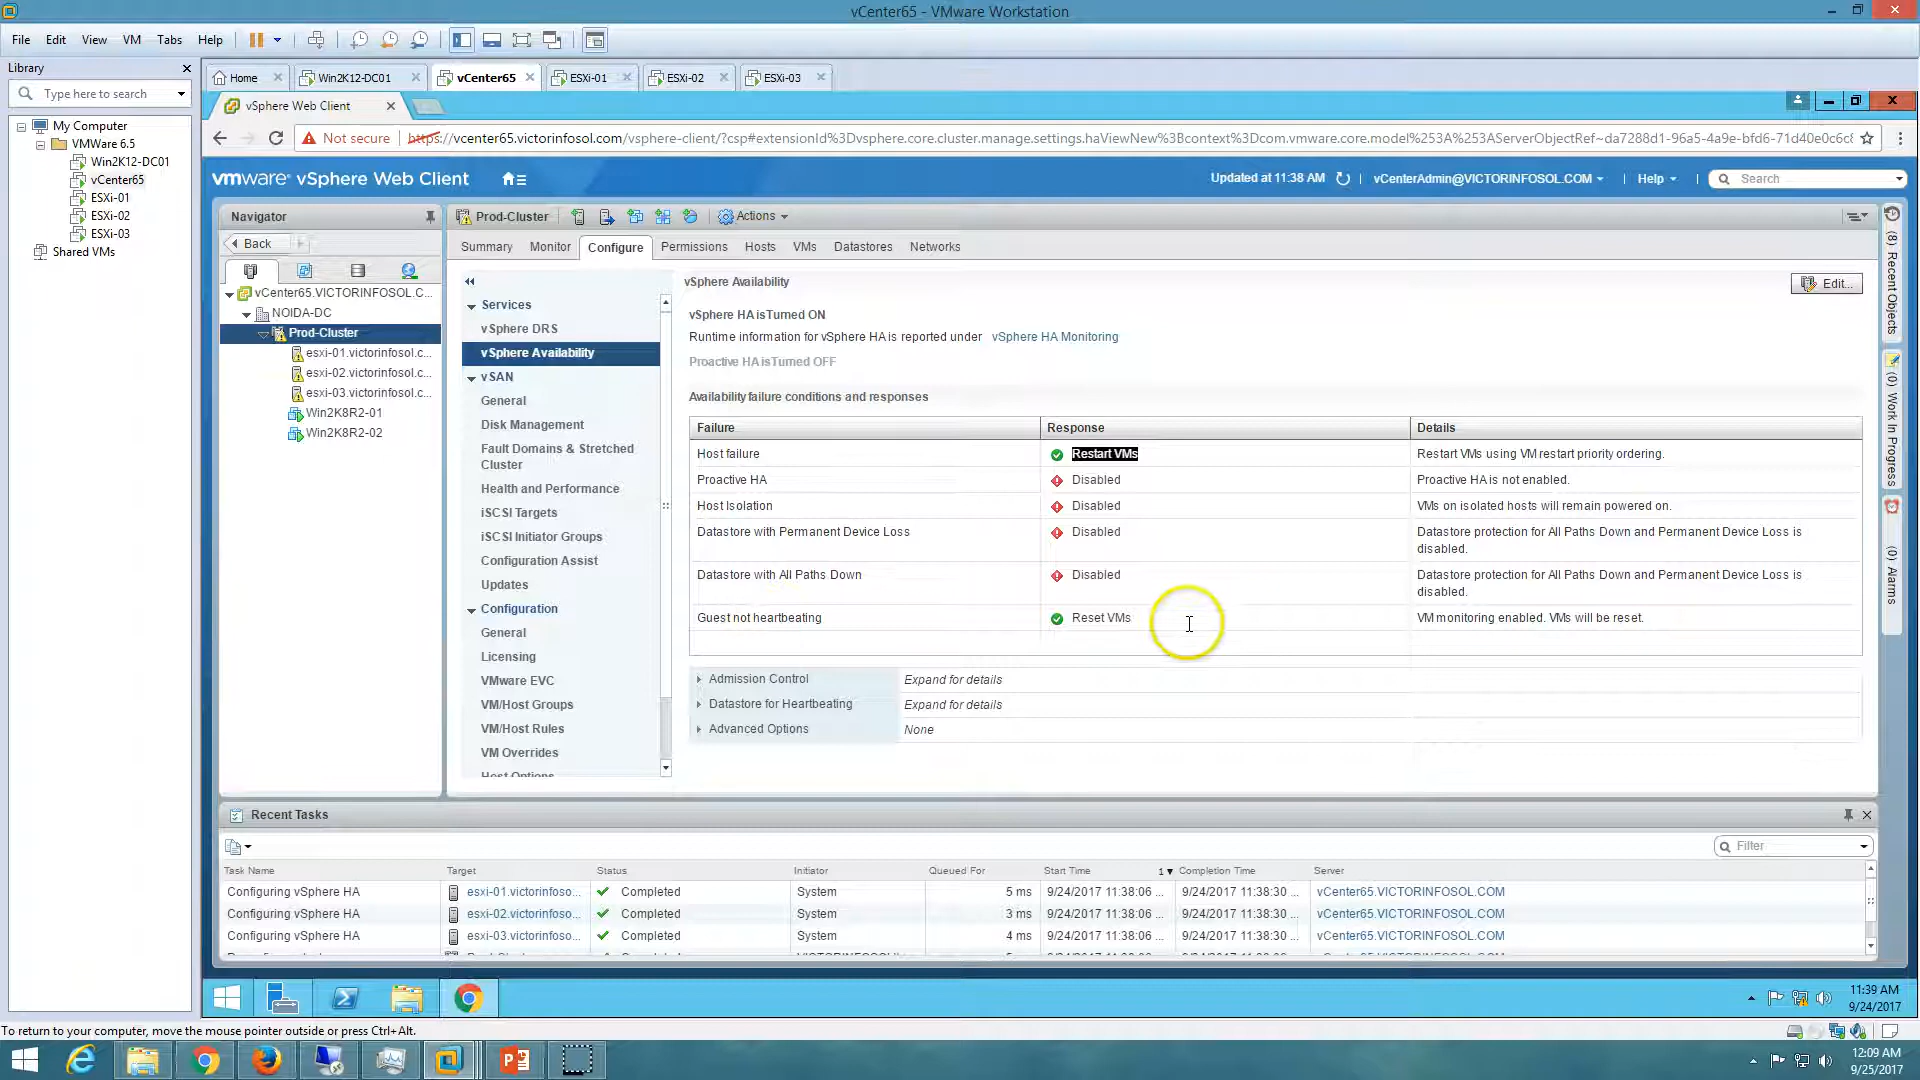 vCenter65 - VMware Workstation
File Edit View VM Tabs Help
Library
Type here to search
My Computer
VMWare 6.5
Win2K12-DC01
vCenter65
ESXi-01
ESXi-02
ESXi-03
Shared VMs
Home Win2K12-DC01 vCenter65 ESXi-01 ESXi-02 ESXi-03
vSphere Web Client
Not secure https://vcenter65.victorinfosol.com/vsphere-client/?csp#extensionId%3Dvsphere.core.cluster.manage.settings.haViewNew%3Bcontext%3Dcom.vmware.core.model%253A%253AServerObjectRef~da7288d1-96a5-4a9e-bfd6-71d40e0c6c8
vmware® vSphere Web Client
Updated at 11:38 AM vCenterAdmin@VICTORINFOSOL.COM Help Search
Navigator
Back
vCenter65.VICTORINFOSOL.C...
NOIDA-DC
Prod-Cluster
esxi-01.victorinfosol.c...
esxi-02.victorinfosol.c...
esxi-03.victorinfosol.c...
Win2K8R2-01
Win2K8R2-02
Prod-Cluster Actions
Summary Monitor Configure Permissions Hosts VMs Datastores Networks
Services
vSphere DRS
vSphere Availability
vSAN
General
Disk Management
Fault Domains & Stretched
Cluster
Health and Performance
iSCSI Targets
iSCSI Initiator Groups
Configuration Assist
Updates
Configuration
General
Licensing
VMware EVC
VM/Host Groups
VM/Host Rules
VM Overrides
Host Options
vSphere Availability Edit...
vSphere HA is Turned ON
Runtime information for vSphere HA is reported under vSphere HA Monitoring
Proactive HA is Turned OFF
Availability failure conditions and responses
Failure Response Details
Host failure Restart VMs Restart VMs using VM restart priority ordering.
Proactive HA Disabled Proactive HA is not enabled.
Host Isolation Disabled VMs on isolated hosts will remain powered on.
Datastore with Permanent Device Loss Disabled Datastore protection for All Paths Down and Permanent Device Loss is
disabled.
Datastore with All Paths Down Disabled Datastore protection for All Paths Down and Permanent Device Loss is
disabled.
Guest not heartbeating Reset VMs VM monitoring enabled. VMs will be reset.
Admission Control Expand for details
Datastore for Heartbeating Expand for details
Advanced Options None
(8) Recent Objects
(0) Work In Progress
(0) Alarms
Recent Tasks
Filter
Task Name Target Status Initiator Queued For Start Time 1 Completion Time Server
Configuring vSphere HA esxi-01.victorinfoso... Completed System 5 ms 9/24/2017 11:38:06 ... 9/24/2017 11:38:30 ... vCenter65.VICTORINFOSOL.COM
Configuring vSphere HA esxi-02.victorinfoso... Completed System 3 ms 9/24/2017 11:38:06 ... 9/24/2017 11:38:30 ... vCenter65.VICTORINFOSOL.COM
Configuring vSphere HA esxi-03.victorinfoso... Completed System 4 ms 9/24/2017 11:38:06 ... 9/24/2017 11:38:30 ... vCenter65.VICTORINFOSOL.COM
11:39 AM
9/24/2017
To return to your computer, move the mouse pointer outside or press Ctrl+Alt.
12:09 AM
9/25/2017